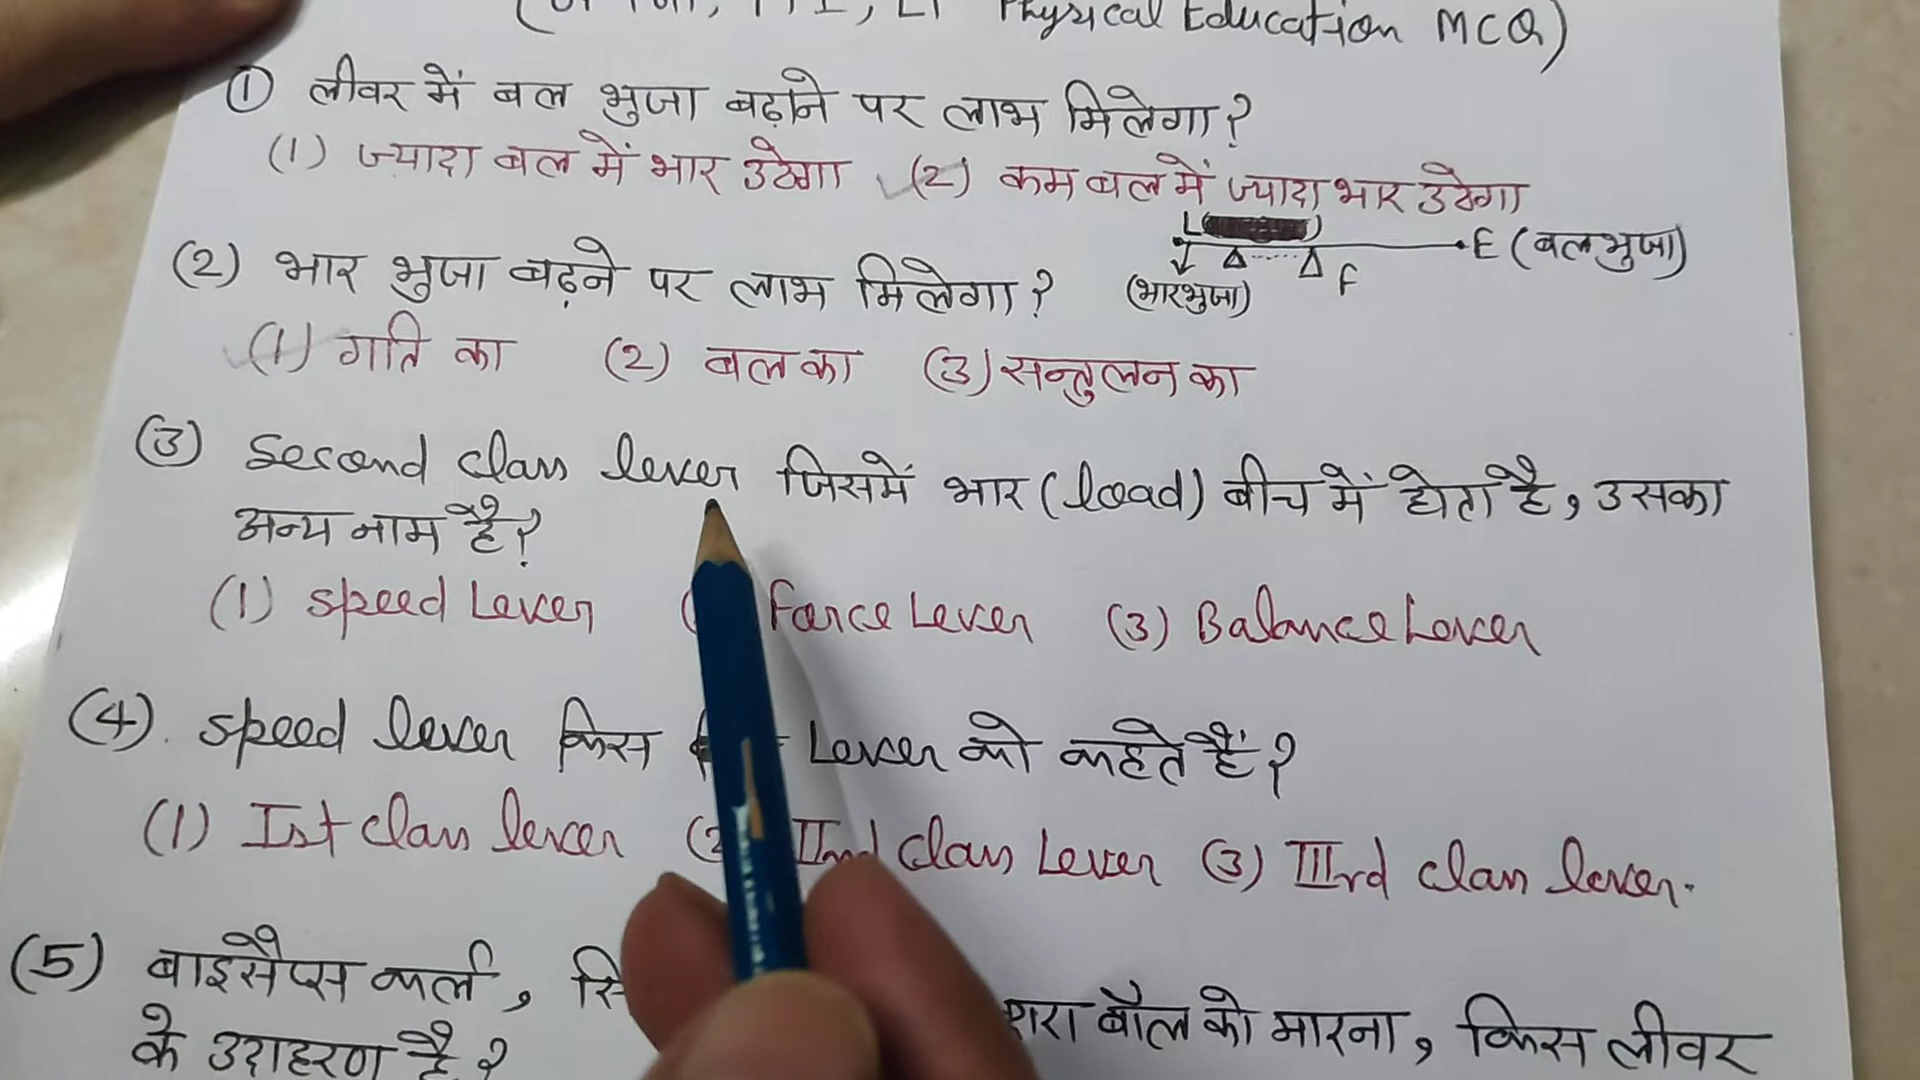 Physical Education MCQ)
① लीवर में बल भुजा बढ़ाने पर लाभ मिलेगा?
(1) ज्यादा बल में भार उठेगा (2) कम बल में ज्यादा भार उठेगा
L E (बलभुजा)
(2) भार भुजा बढ़ने पर लाभ मिलेगा? (भारभुजा) F
(1) गति का (2) बल का (3) सन्तुलन का
(3) Second class lever जिसमें भार (load) बीच में होता है, उसका
अन्य नाम है?
(1) speed Lever ( Force Lever (3) Balance Lever
(4). speed lever किस Lever को कहते हैं?
(1) Ist class lever (2 IInd class Lever (3) IIIrd class lever.
(5) बाइसैप्स कर्ल, बॉल को मारना, किस लीवर
के उदाहरण है?